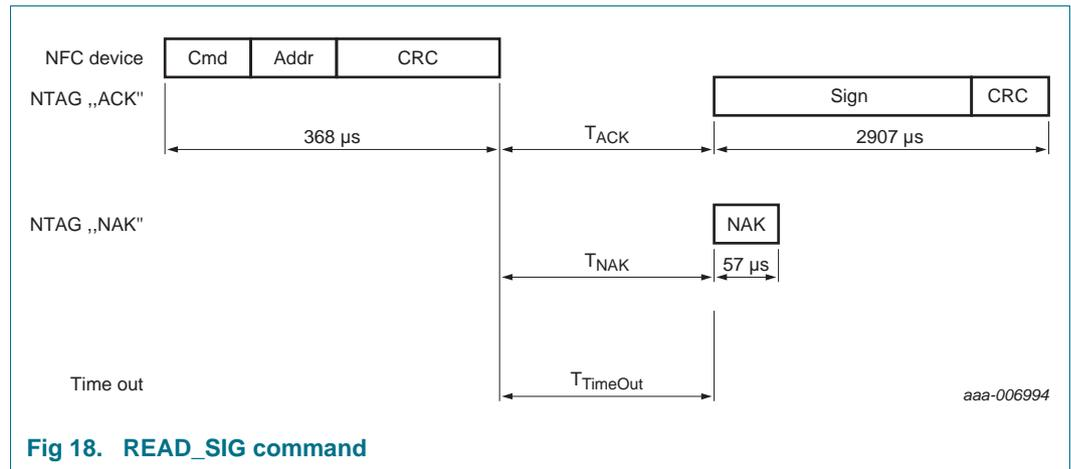 NFC device Cmd Addr CRC
NTAG ,,ACK" Sign CRC
368 µs TACK 2907 µs
NTAG ,,NAK" NAK
TNAK 57 µs
Time out TTimeOut
aaa-006994
Fig 18. READ_SIG command